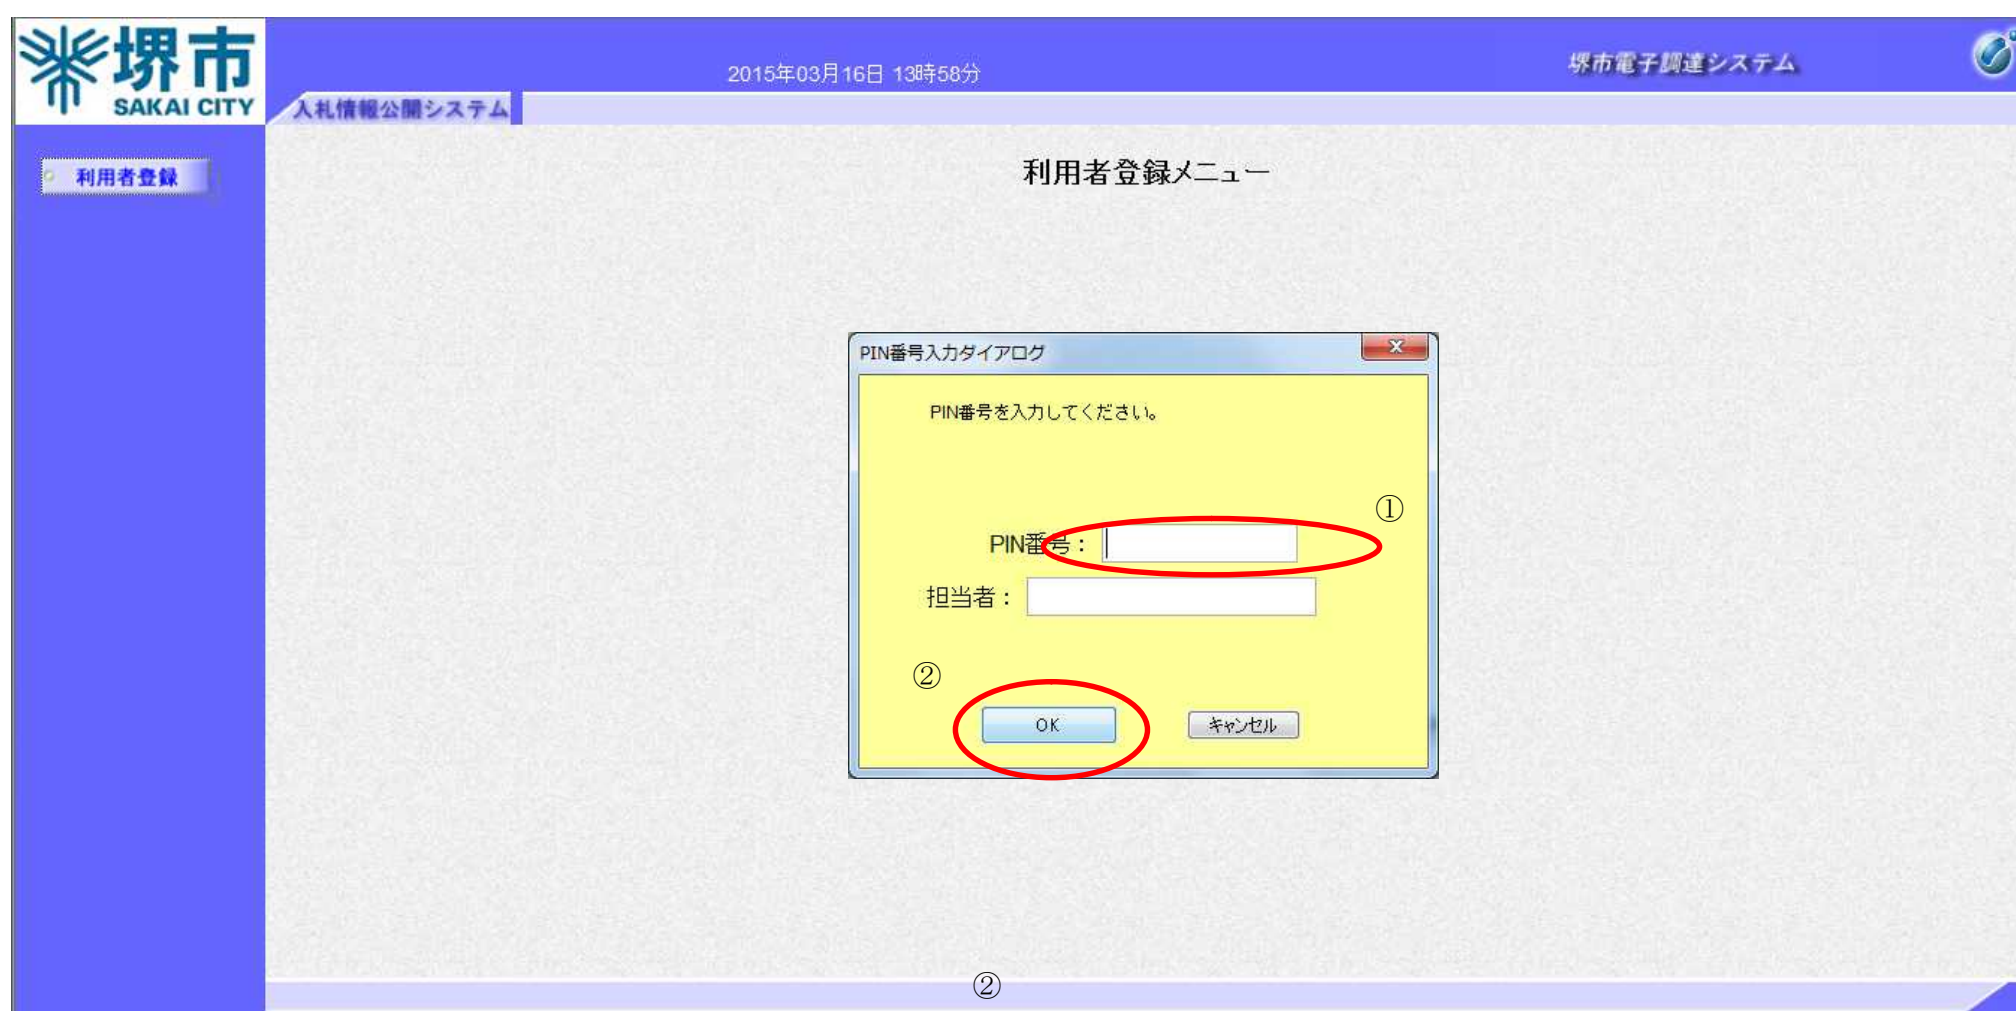 堺市
SAKAI CITY
2015年03月16日 13時58分
堺市電子調達システム
入札情報公開システム
利用者登録
利用者登録メニュー
PIN番号入力ダイアログ
PIN番号を入力してください。
①
PIN番号：
担当者：
②
OK
キャンセル
②